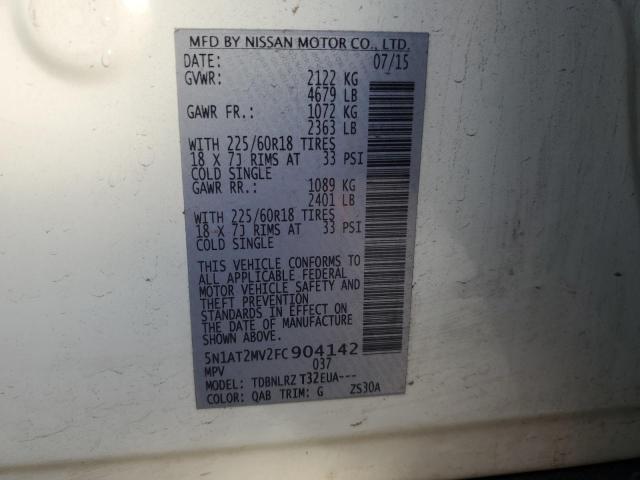 MFD BY NISSAN MOTOR CO., LTD.
DATE: 07/15
GVWR: 2122 KG
4679 LB
GAWR FR.: 1072 KG
2363 LB
WITH 225/60R18 TIRES
18 X 7J RIMS AT 33 PSI
COLD SINGLE
GAWR RR.: 1089 KG
2401 LB
WITH 225/60R18 TIRES
18 X 7J RIMS AT 33 PSI
COLD SINGLE
THIS VEHICLE CONFORMS TO
ALL APPLICABLE FEDERAL
MOTOR VEHICLE SAFETY AND
THEFT PREVENTION
STANDARDS IN EFFECT ON THE
DATE OF MANUFACTURE SHOWN
ABOVE.
5N1AT2MV2FC904142
MPV 037
MODEL: TDBNLRZ T32EUA---
COLOR: QAB TRIM: G ZS30A